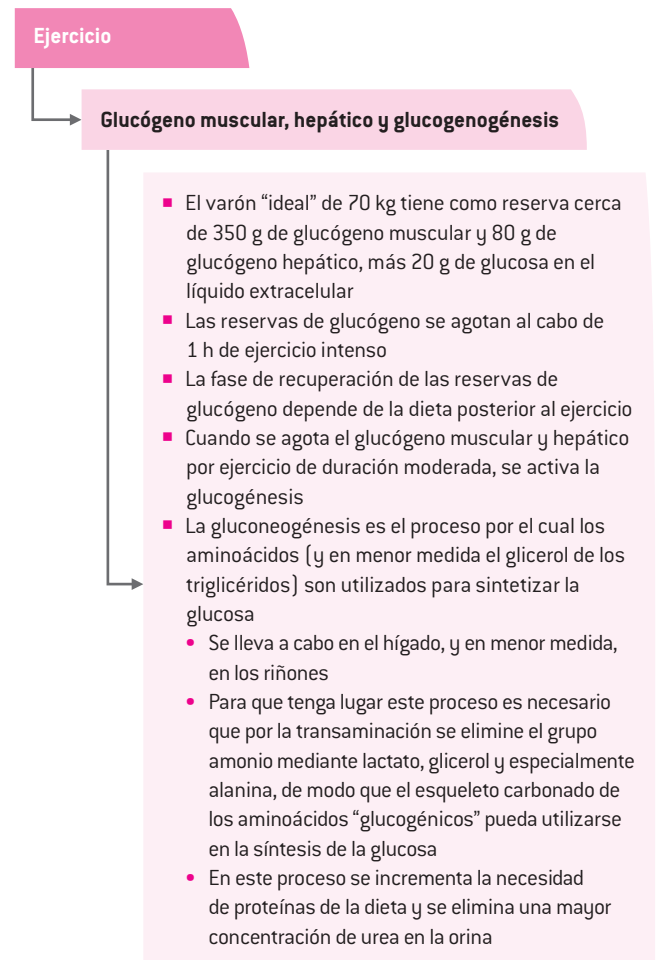 Ejercicio
Glucógeno muscular, hepático y glucogenogénesis
▪ El varón “ideal” de 70 kg tiene como reserva cerca
de 350 g de glucógeno muscular y 80 g de
glucógeno hepático, más 20 g de glucosa en el
líquido extracelular
▪ Las reservas de glucógeno se agotan al cabo de
1 h de ejercicio intenso
▪ La fase de recuperación de las reservas de
glucógeno depende de la dieta posterior al ejercicio
▪ Cuando se agota el glucógeno muscular y hepático
por ejercicio de duración moderada, se activa la
glucogénesis
▪ La gluconeogénesis es el proceso por el cual los
aminoácidos (y en menor medida el glicerol de los
triglicéridos) son utilizados para sintetizar la
glucosa
• Se lleva a cabo en el hígado, y en menor medida,
en los riñones
• Para que tenga lugar este proceso es necesario
que por la transaminación se elimine el grupo
amonio mediante lactato, glicerol y especialmente
alanina, de modo que el esqueleto carbonado de
los aminoácidos “glucogénicos” pueda utilizarse
en la síntesis de la glucosa
• En este proceso se incrementa la necesidad
de proteínas de la dieta y se elimina una mayor
concentración de urea en la orina